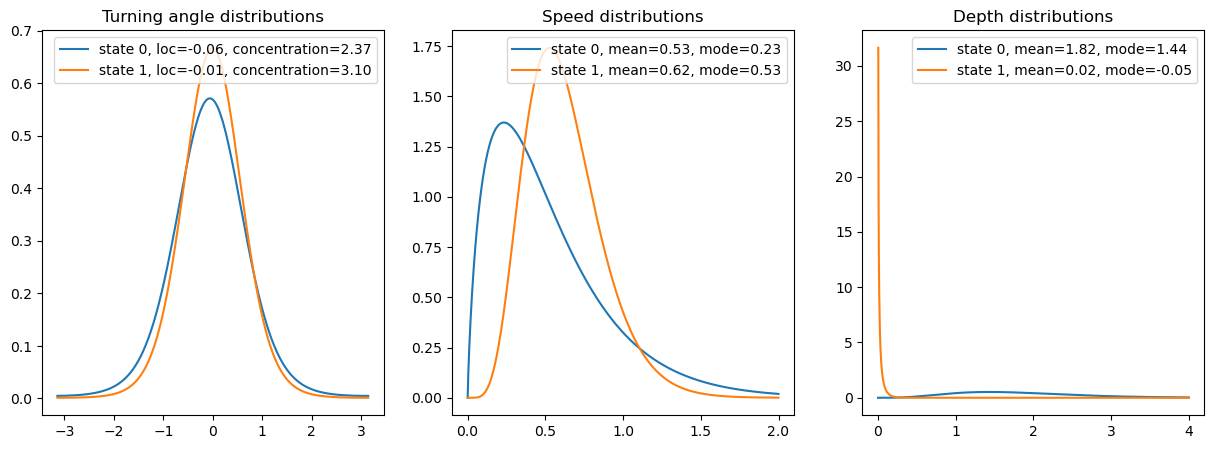 Turning angle distributions
state 0, loc=-0.06, concentration=2.37
state 1, loc=-0.01, concentration=3.10
0.7
0.6
0.5
0.4
0.3
0.2
0.1
0.0
−3 −2 −1 0 1 2 3
Speed distributions
state 0, mean=0.53, mode=0.23
state 1, mean=0.62, mode=0.53
1.75
1.50
1.25
1.00
0.75
0.50
0.25
0.00
0.0 0.5 1.0 1.5 2.0
Depth distributions
state 0, mean=1.82, mode=1.44
state 1, mean=0.02, mode=-0.05
30
25
20
15
10
5
0
0 1 2 3 4